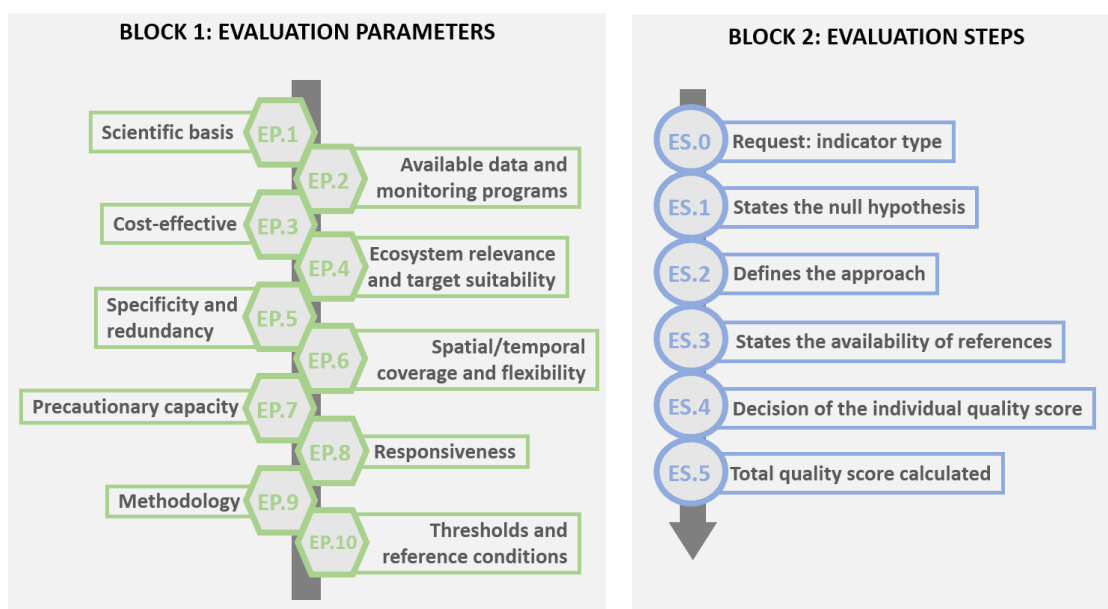 BLOCK 1: EVALUATION PARAMETERS
EP.1
Scientific basis
EP.2
Available data and
monitoring programs
EP.3
Cost-effective
EP.4
Ecosystem relevance
and target suitability
EP.5
Specificity and
redundancy
EP.6
Spatial/temporal
coverage and flexibility
EP.7
Precautionary capacity
EP.8
Responsiveness
EP.9
Methodology
EP.10
Thresholds and
reference conditions
BLOCK 2: EVALUATION STEPS
ES.0
Request: indicator type
ES.1
States the null hypothesis
ES.2
Defines the approach
ES.3
States the availability of references
ES.4
Decision of the individual quality score
ES.5
Total quality score calculated